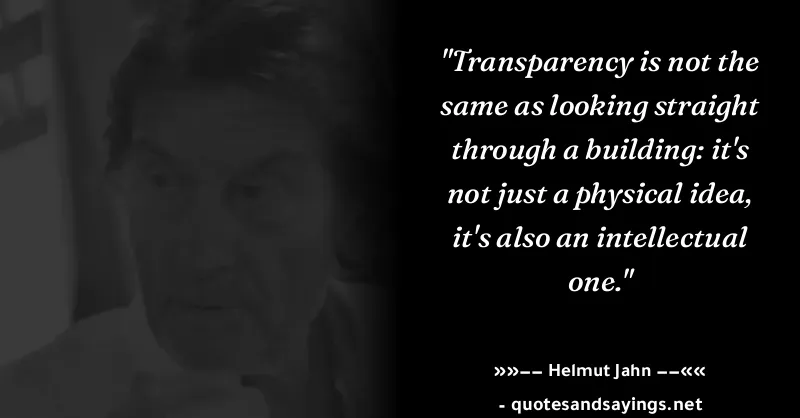 "Transparency is not the
same as looking straight
through a building: it's
not just a physical idea,
it's also an intellectual
one."
»»−− Helmut Jahn −−««
- quotesandsayings.net